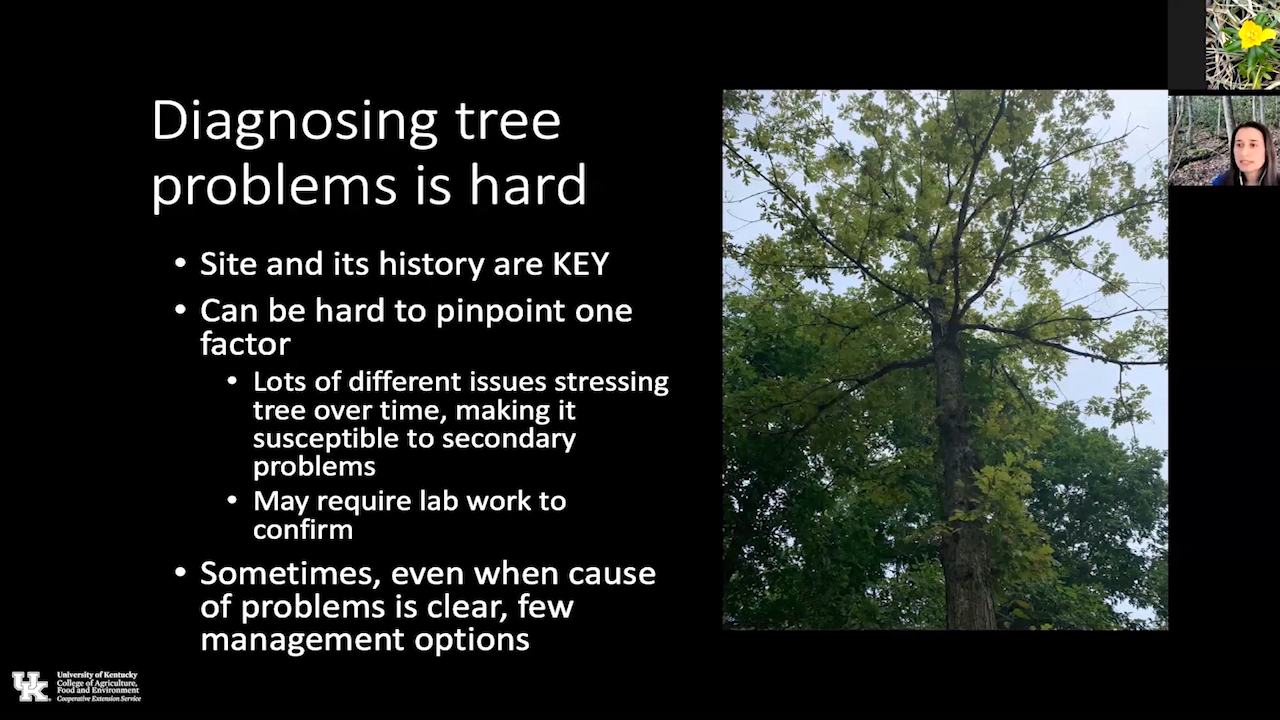 Diagnosing tree
problems is hard
• Site and its history are KEY
• Can be hard to pinpoint one
factor
• Lots of different issues stressing
tree over time, making it
susceptible to secondary
problems
• May require lab work to
confirm
• Sometimes, even when cause
of problems is clear, few
management options
UK
University of Kentucky
College of Agriculture,
Food and Environment
Cooperative Extension Service